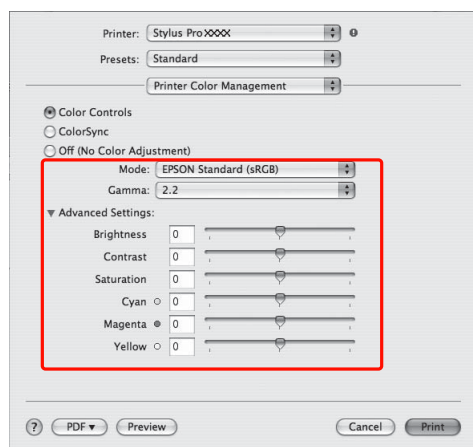 Printer: Stylus Pro XXXX
Presets: Standard
Printer Color Management
Color Controls
ColorSync
Off (No Color Adjustment)
Mode: EPSON Standard (sRGB)
Gamma: 2.2
Advanced Settings:
Brightness 0
Contrast 0
Saturation 0
Cyan 0
Magenta 0
Yellow 0
? PDF Preview Cancel Print